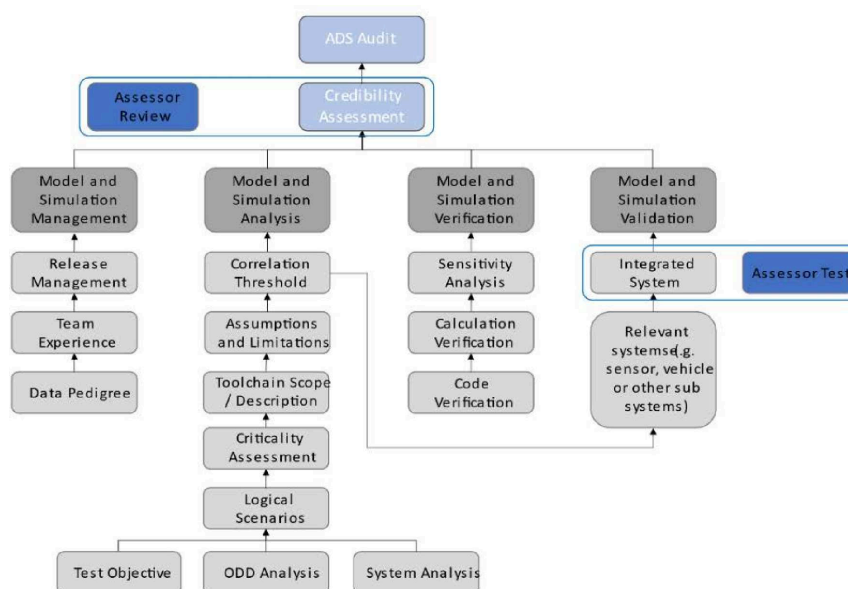 ADS Audit
Assessor
Review
Credibility
Assessment
Model and
Simulation
Management
Model and
Simulation
Analysis
Model and
Simulation
Verification
Model and
Simulation
Validation
Release
Management
Correlation
Threshold
Sensitivity
Analysis
Integrated
System
Assessor Test
Team
Experience
Assumptions
and Limitations
Calculation
Verification
Relevant
systemse(.g.
sensor, vehicle
or other sub
systems)
Data Pedigree
Toolchain Scope
/ Description
Code
Verification
Criticality
Assessment
Logical
Scenarios
Test Objective
ODD Analysis
System Analysis